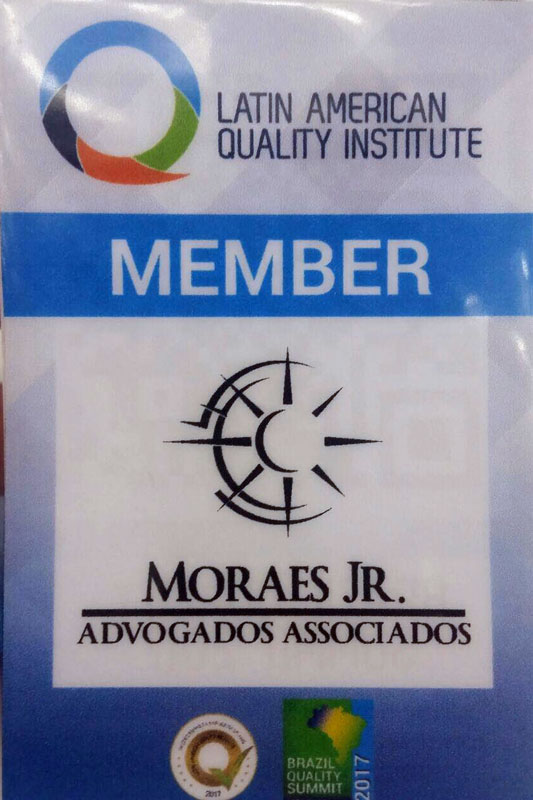 LATIN AMERICAN
QUALITY INSTITUTE
MEMBER
MORAES JR.
ADVOGADOS ASSOCIADOS
2017
BRAZIL
QUALITY
SUMMIT
2017